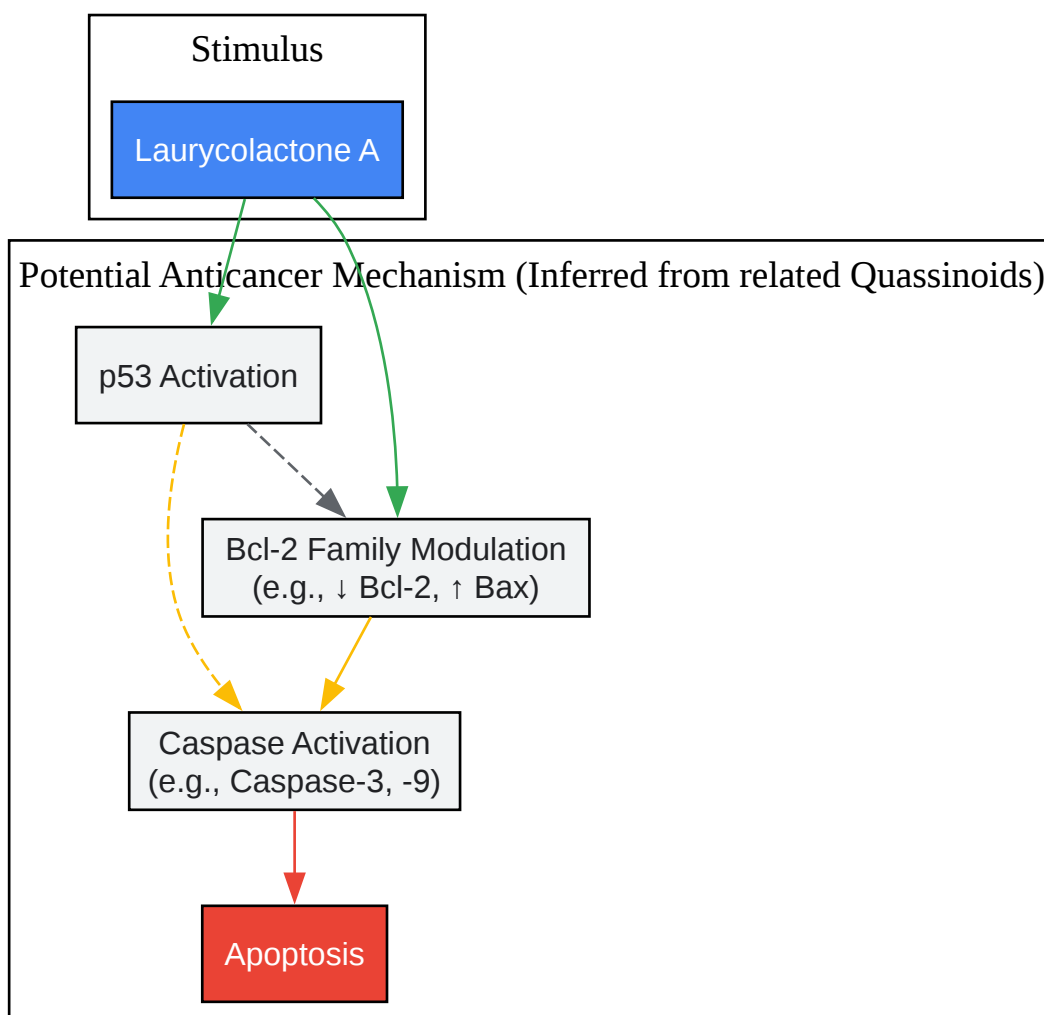 Stimulus
Laurycolactone A
Potential Anticancer Mechanism (Inferred from related Quassinoids)
p53 Activation
Bcl-2 Family Modulation
(e.g., ↓ Bcl-2, ↑ Bax)
Caspase Activation
(e.g., Caspase-3, -9)
Apoptosis